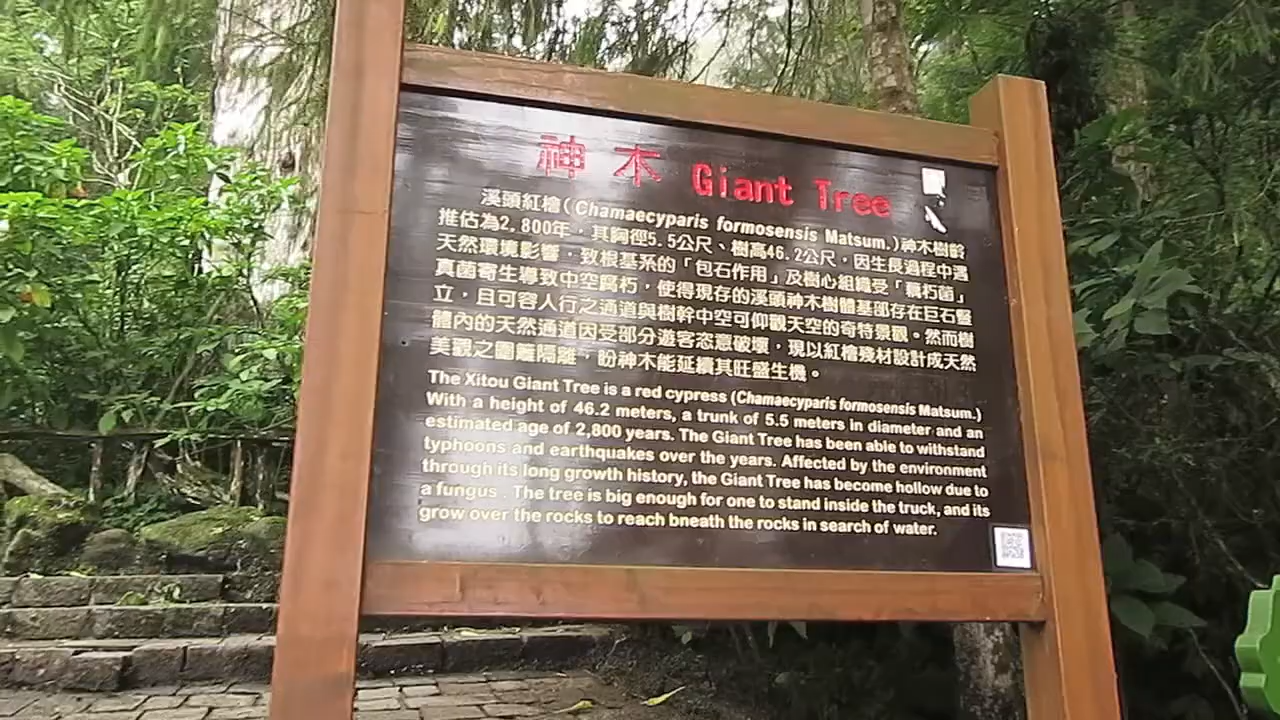 神木 Giant Tree
溪頭紅檜(Chamaecyparis formosensis Matsum.)神木樹齡
推估為2,800年，其胸徑5.5公尺、樹高46.2公尺，因生長過程中遇
天然環境影響，致根基系的「包石作用」及樹心組織受「藕朽菌」
真菌寄生導致中空腐朽，使得現存的溪頭神木樹體基部存在巨石豎
立，且可容人行之通道與樹幹中空可仰觀天空的奇特景觀。然而樹
體內的天然通道因受部分遊客恣意破壞，現以紅檜殘材設計成天然
美觀之圍籬隔離，盼神木能延續其旺盛生機。
The Xitou Giant Tree is a red cypress (Chamaecyparis formosensis Matsum.)
With a height of 46.2 meters, a trunk of 5.5 meters in diameter and an
estimated age of 2,800 years. The Giant Tree has been able to withstand
typhoons and earthquakes over the years. Affected by the environment
through its long growth history, the Giant Tree has become hollow due to
a fungus . The tree is big enough for one to stand inside the truck, and its
grow over the rocks to reach bneath the rocks in search of water.